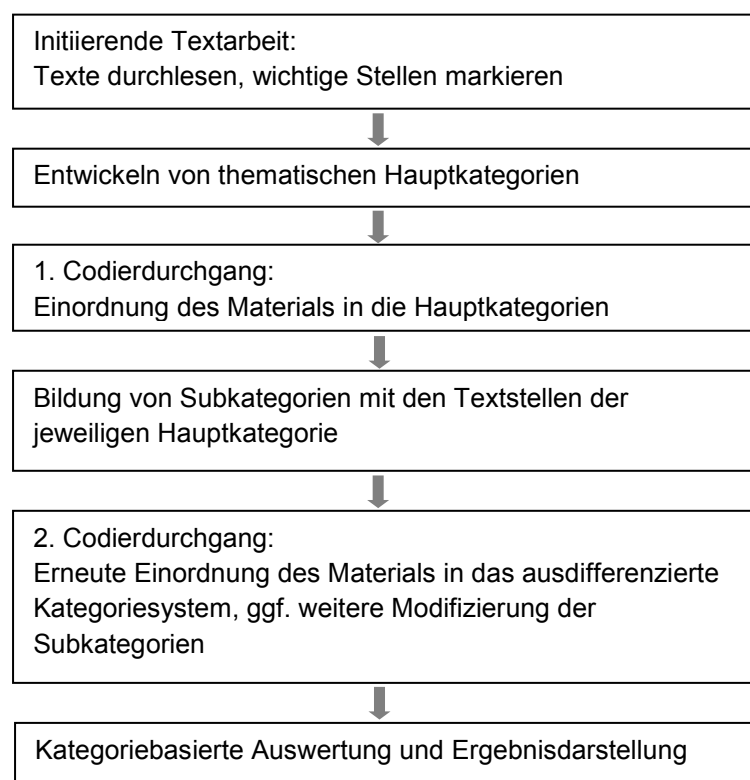 Initiierende Textarbeit:
Texte durchlesen, wichtige Stellen markieren
Entwickeln von thematischen Hauptkategorien
1. Codierdurchgang:
Einordnung des Materials in die Hauptkategorien
Bildung von Subkategorien mit den Textstellen der
jeweiligen Hauptkategorie
2. Codierdurchgang:
Erneute Einordnung des Materials in das ausdifferenzierte
Kategoriesystem, ggf. weitere Modifizierung der
Subkategorien
Kategoriebasierte Auswertung und Ergebnisdarstellung